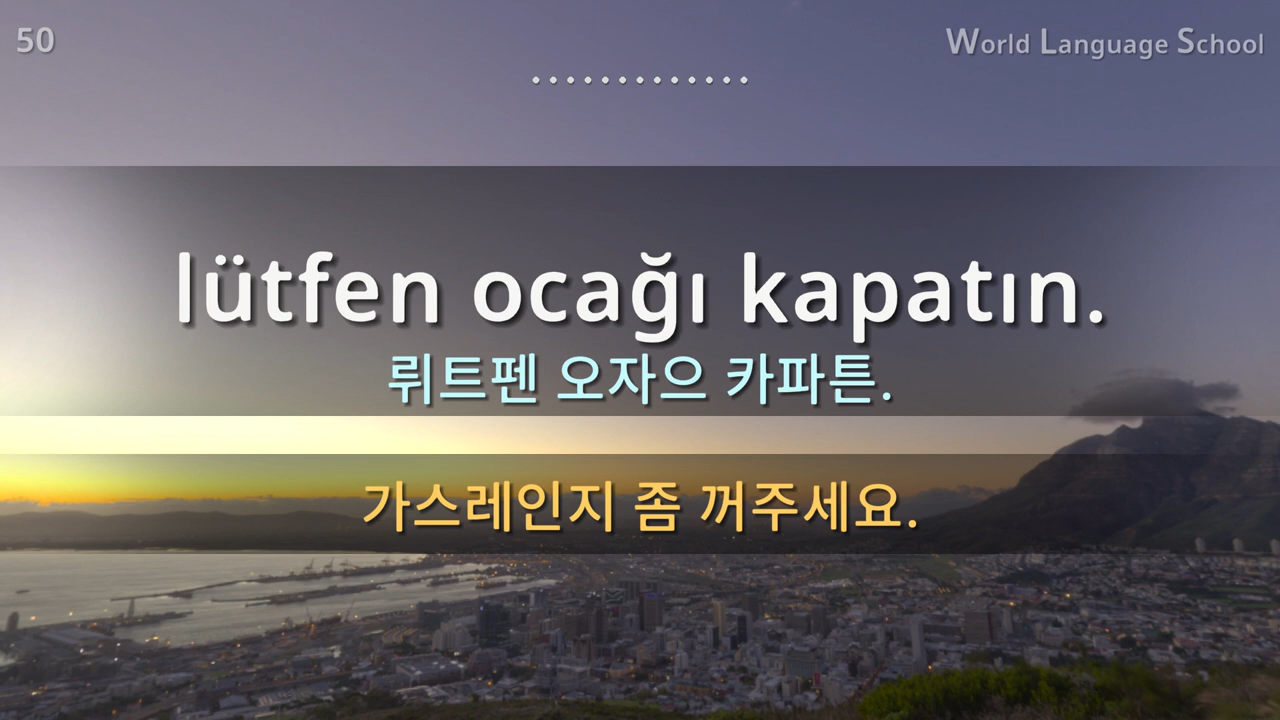 50
World Language School
lütfen ocağı kapatın.
뤼트펜 오자으 카파튼.
가스레인지 좀 꺼주세요.